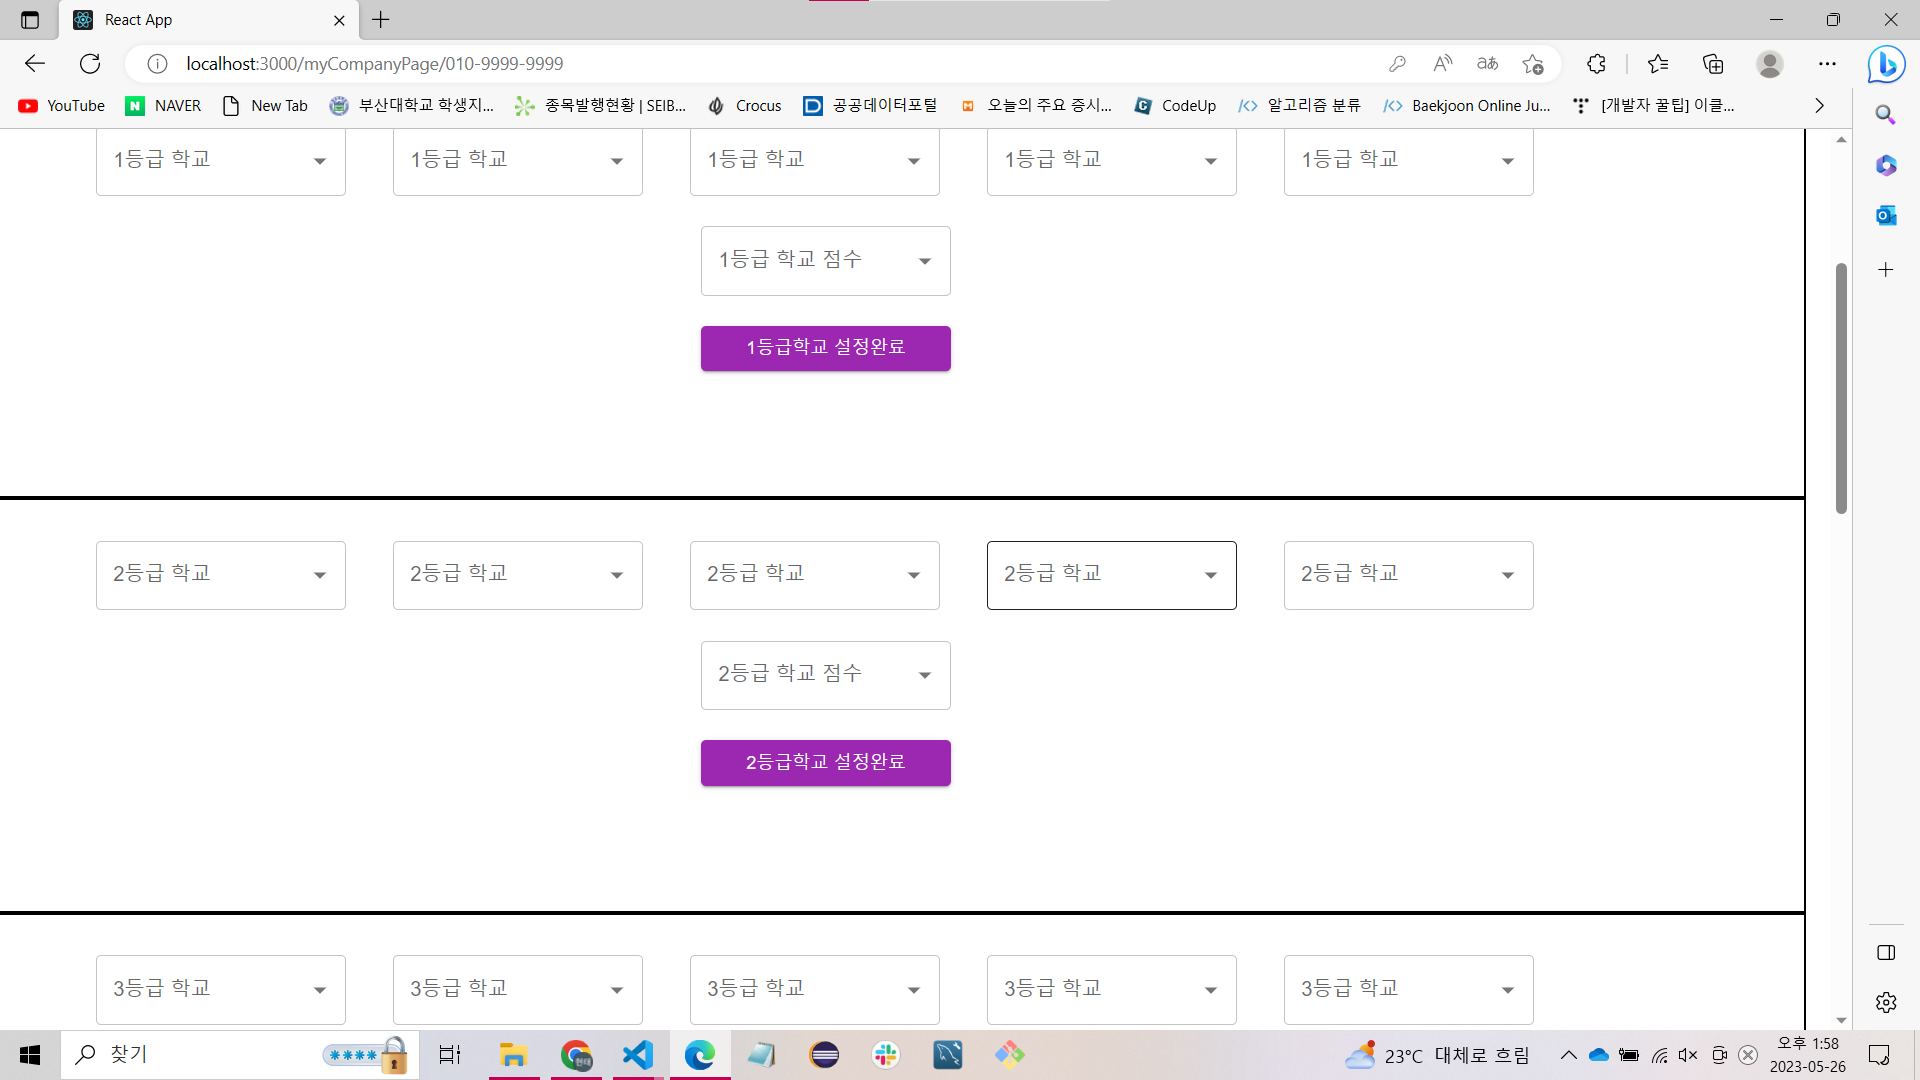 React App
localhost:3000/myCompanyPage/010-9999-9999
aあ
YouTube NAVER New Tab 부산대학교 학생지... 종목발행현황 | SEIB... Crocus 공공데이터포털 오늘의 주요 증시... CodeUp 알고리즘 분류 Baekjoon Online Ju... [개발자 꿀팁] 이클...
1등급 학교 1등급 학교 1등급 학교 1등급 학교 1등급 학교
1등급 학교 점수
1등급학교 설정완료
2등급 학교 2등급 학교 2등급 학교 2등급 학교 2등급 학교
2등급 학교 점수
2등급학교 설정완료
3등급 학교 3등급 학교 3등급 학교 3등급 학교 3등급 학교
찾기
23°C 대체로 흐림
오후 1:58
2023-05-26